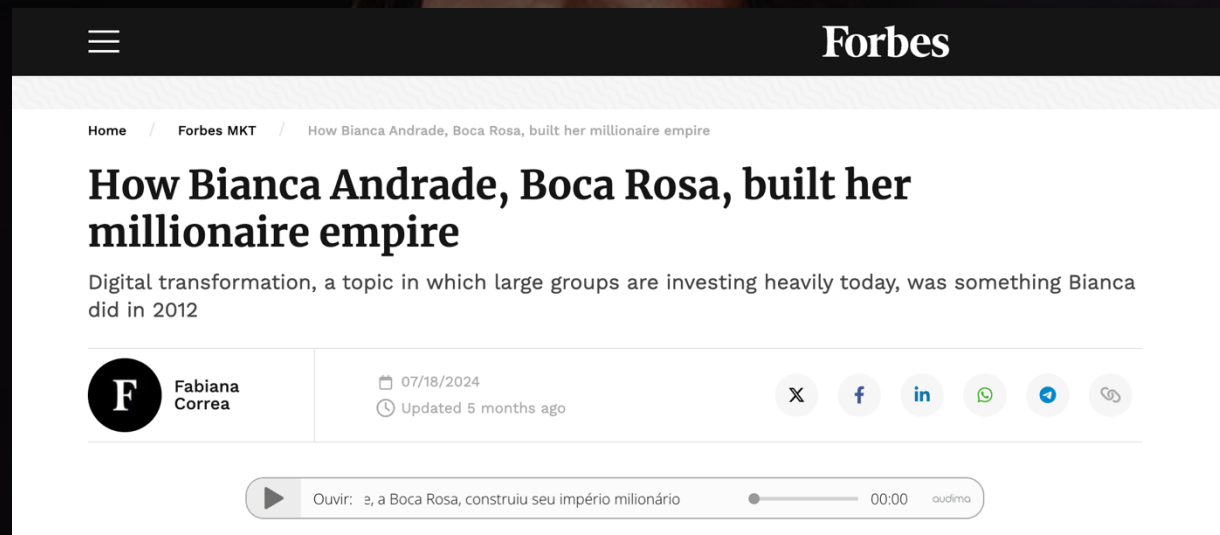 Forbes
Home / Forbes MKT / How Bianca Andrade, Boca Rosa, built her millionaire empire
How Bianca Andrade, Boca Rosa, built her
millionaire empire
Digital transformation, a topic in which large groups are investing heavily today, was something Bianca
did in 2012
F
Fabiana
Correa
07/18/2024
Updated 5 months ago
X f in
Ouvir: e, a Boca Rosa, construiu seu império milionário 00:00 audima